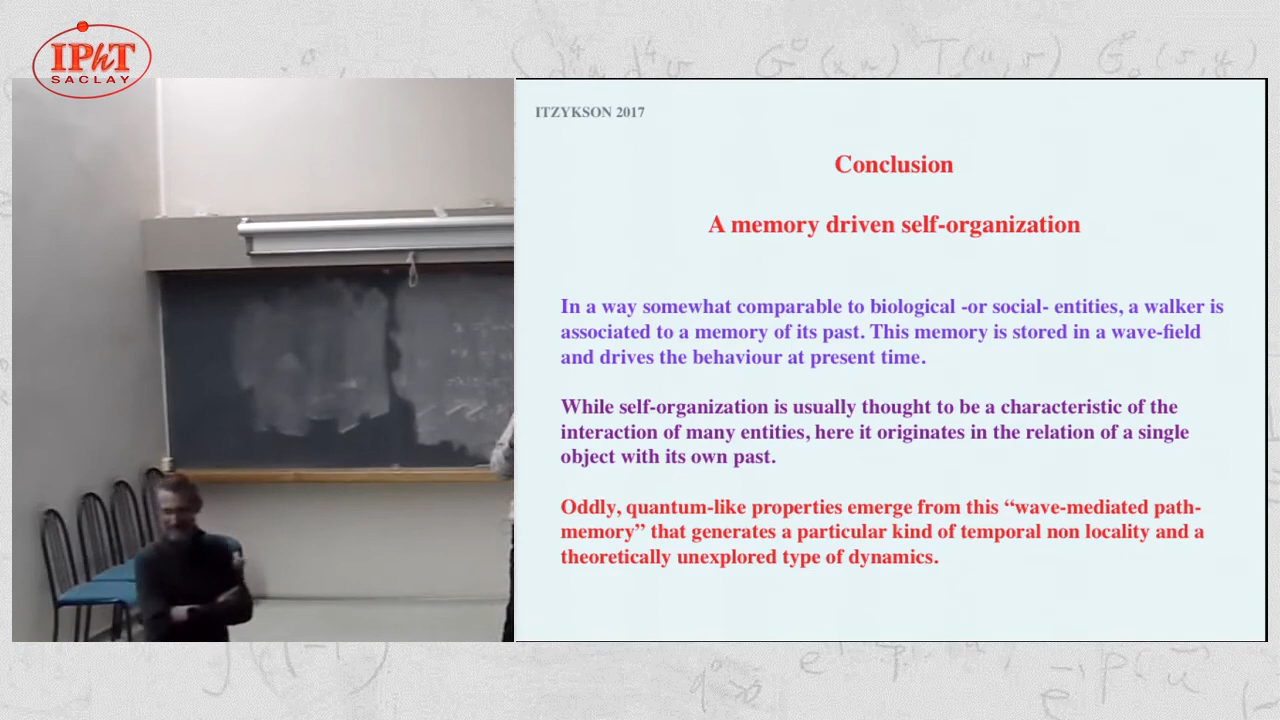 IPhT
SACLAY
ITZYKSON 2017
Conclusion
A memory driven self-organization
In a way somewhat comparable to biological -or social- entities, a walker is
associated to a memory of its past. This memory is stored in a wave-field
and drives the behaviour at present time.
While self-organization is usually thought to be a characteristic of the
interaction of many entities, here it originates in the relation of a single
object with its own past.
Oddly, quantum-like properties emerge from this “wave-mediated path-
memory” that generates a particular kind of temporal non locality and a
theoretically unexplored type of dynamics.